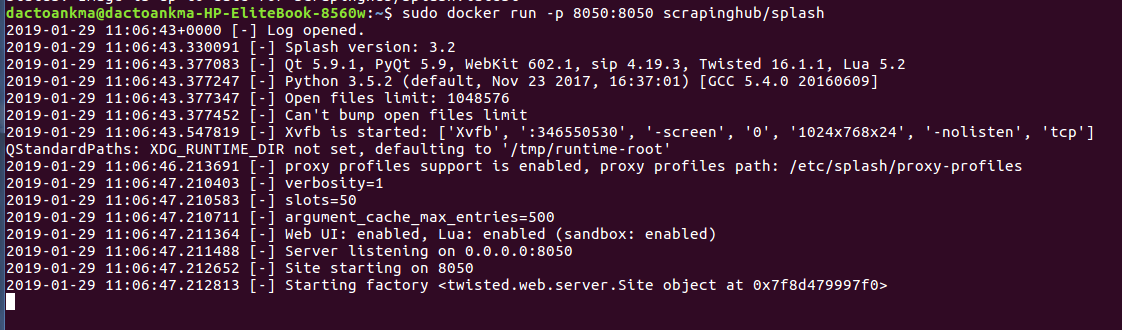 dactoankma@dactoankma-HP-EliteBook-8560w:~$ sudo docker run -p 8050:8050 scrapinghub/splash
2019-01-29 11:06:43+0000 [-] Log opened.
2019-01-29 11:06:43.330091 [-] Splash version: 3.2
2019-01-29 11:06:43.377083 [-] Qt 5.9.1, PyQt 5.9, WebKit 602.1, sip 4.19.3, Twisted 16.1.1, Lua 5.2
2019-01-29 11:06:43.377247 [-] Python 3.5.2 (default, Nov 23 2017, 16:37:01) [GCC 5.4.0 20160609]
2019-01-29 11:06:43.377347 [-] Open files limit: 1048576
2019-01-29 11:06:43.377452 [-] Can't bump open files limit
2019-01-29 11:06:43.547819 [-] Xvfb is started: ['Xvfb', ':346550530', '-screen', '0', '1024x768x24', '-nolisten', 'tcp']
QStandardPaths: XDG_RUNTIME_DIR not set, defaulting to '/tmp/runtime-root'
2019-01-29 11:06:46.213691 [-] proxy profiles support is enabled, proxy profiles path: /etc/splash/proxy-profiles
2019-01-29 11:06:47.210403 [-] verbosity=1
2019-01-29 11:06:47.210583 [-] slots=50
2019-01-29 11:06:47.210711 [-] argument_cache_max_entries=500
2019-01-29 11:06:47.211364 [-] Web UI: enabled, Lua: enabled (sandbox: enabled)
2019-01-29 11:06:47.211488 [-] Server listening on 0.0.0.0:8050
2019-01-29 11:06:47.212652 [-] Site starting on 8050
2019-01-29 11:06:47.212813 [-] Starting factory <twisted.web.server.Site object at 0x7f8d479997f0>